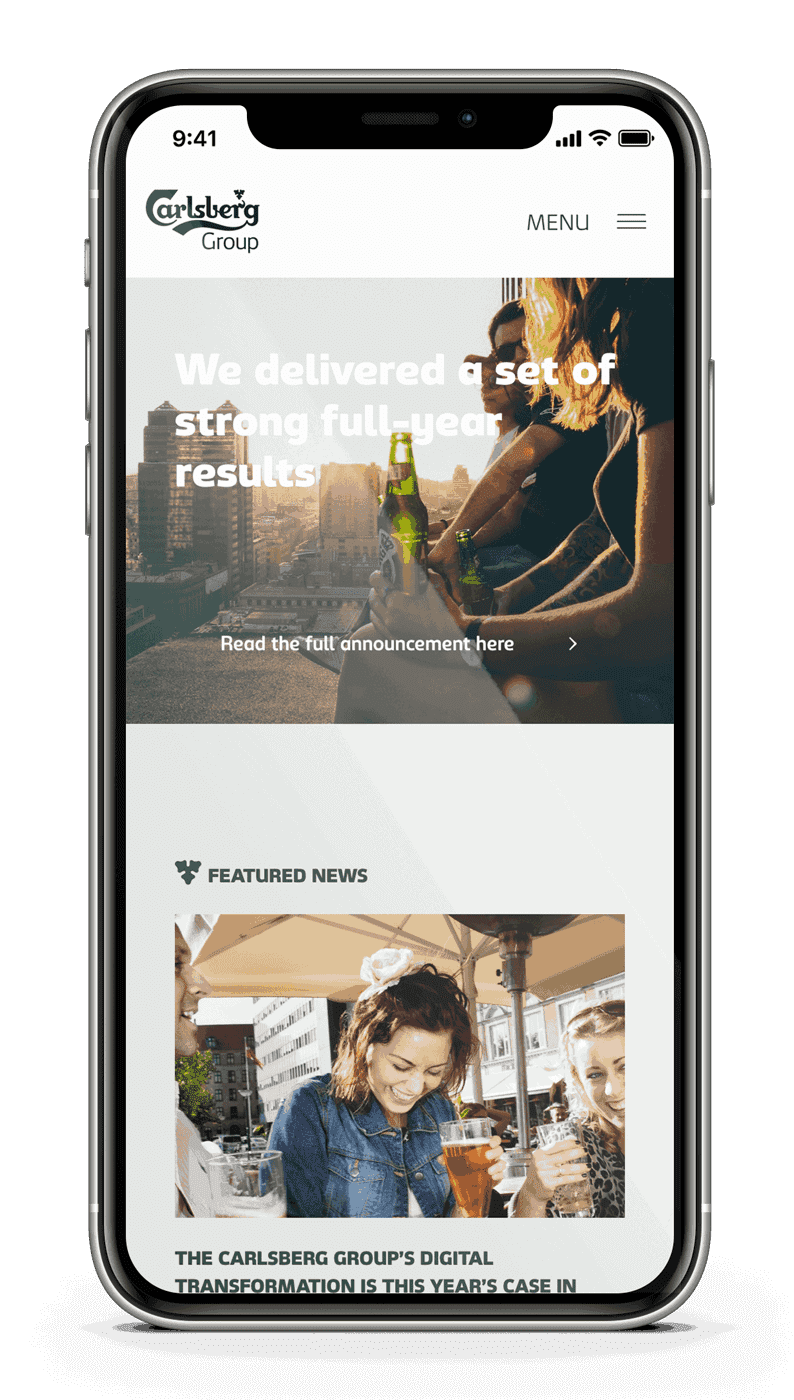 9:41
Carlsberg
Group
MENU
We delivered a set of
strong full-year
results
Read the full announcement here
FEATURED NEWS
THE CARLSBERG GROUP’S DIGITAL
TRANSFORMATION IS THIS YEAR’S CASE IN